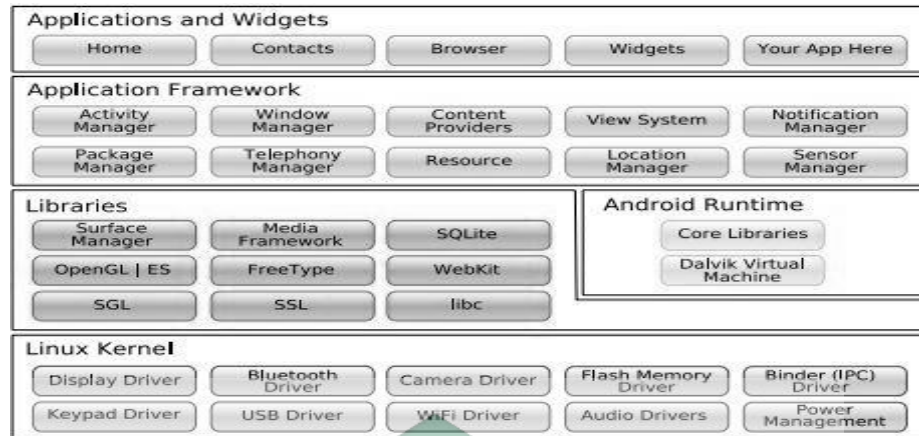 Applications and Widgets
Home Contacts Browser Widgets Your App Here
Application Framework
Activity Manager Window Manager Content Providers View System Notification Manager
Package Manager Telephony Manager Resource Location Manager Sensor Manager
Libraries
Surface Manager Media Framework SQLite
OpenGL | ES FreeType WebKit
SGL SSL libc
Android Runtime
Core Libraries
Dalvik Virtual Machine
Linux Kernel
Display Driver Bluetooth Driver Camera Driver Flash Memory Driver Binder (IPC) Driver
Keypad Driver USB Driver WiFi Driver Audio Drivers Power Management